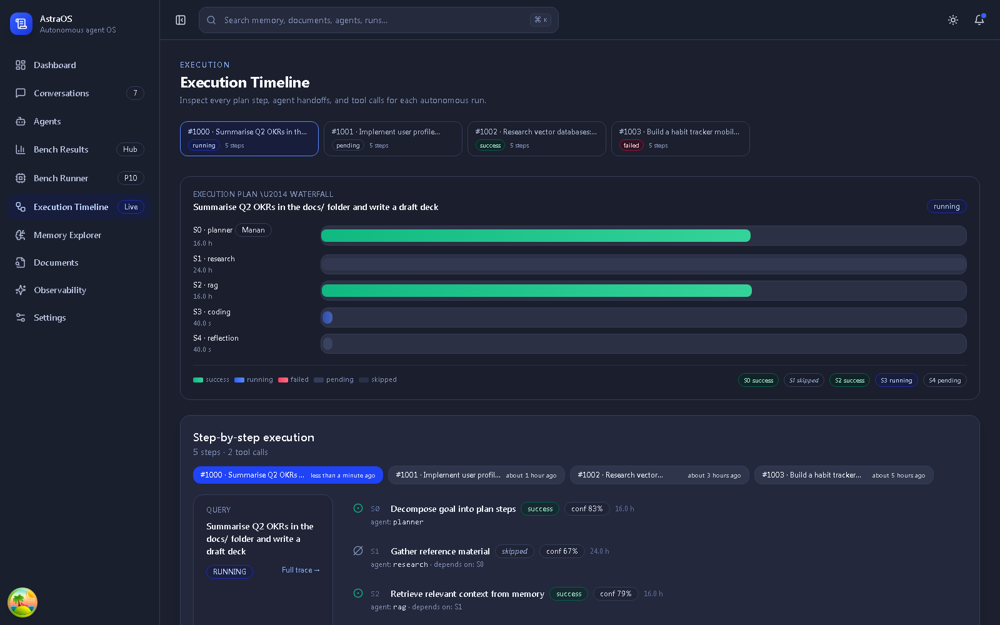 AstraOS
Autonomous agent OS
Dashboard
Conversations 7
Agents
Bench Results Hub
Bench Runner P10
Execution Timeline Live
Memory Explorer
Documents
Observability
Settings
Search memory, documents, agents, runs... ⌘ K
EXECUTION
Execution Timeline
Inspect every plan step, agent handoffs, and tool calls for each autonomous run.
#1000 · Summarise Q2 OKRs in th...
running 5 steps
#1001 · Implement user profile...
pending 5 steps
#1002 · Research vector databases:...
success 5 steps
#1003 · Build a habit tracker mobil...
failed 5 steps
EXECUTION PLAN \U2014 WATERFALL
Summarise Q2 OKRs in the docs/ folder and write a draft deck
running
S0 · planner Manan
16.0 h
S1 · research
24.0 h
S2 · rag
16.0 h
S3 · coding
40.0 s
S4 · reflection
40.0 s
success running failed pending skipped
S0 success S1 skipped S2 success S3 running S4 pending
Step-by-step execution
5 steps · 2 tool calls
#1000 · Summarise Q2 OKRs ... less than a minute ago
#1001 · Implement user profil... about 1 hour ago
#1002 · Research vector... about 3 hours ago
#1003 · Build a habit tracker... about 5 hours ago
QUERY
Summarise Q2 OKRs in the
docs/ folder and write a
draft deck
RUNNING Full trace →
S0 Decompose goal into plan steps success conf 83% 16.0 h
agent: planner
S1 Gather reference material skipped conf 67% 24.0 h
agent: research · depends on: S0
S2 Retrieve relevant context from memory success conf 79% 16.0 h
agent: rag · depends on: S1